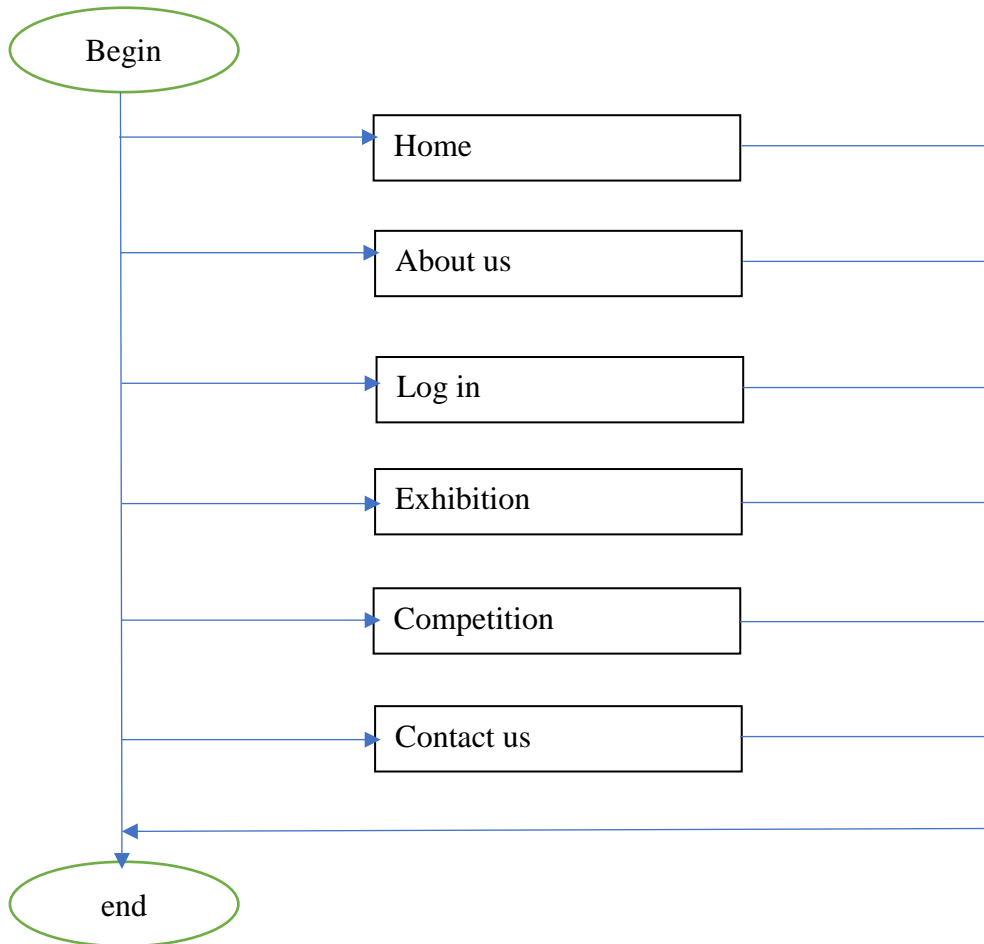 Begin
Home
About us
Log in
Exhibition
Competition
Contact us
end